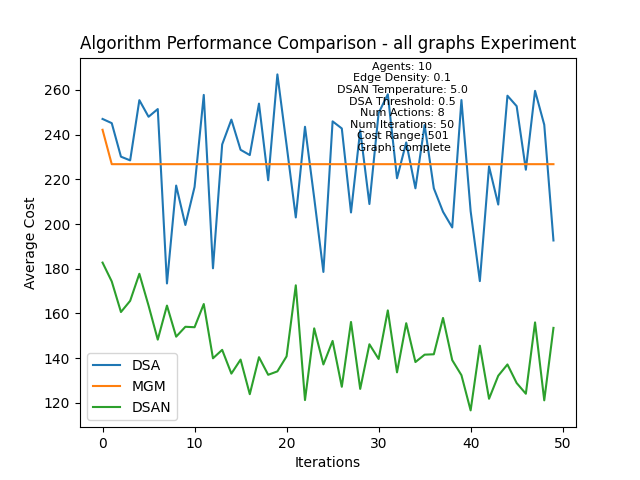 Algorithm Performance Comparison - all graphs Experiment
Agents: 10
Edge Density: 0.1
DSAN Temperature: 5.0
DSA Threshold: 0.5
Num Actions: 8
Num Iterations: 50
Cost Range: 501
Graph: complete
260
240
220
200
180
160
140
120
Average Cost
DSA
MGM
DSAN
0
10
20
30
40
50
Iterations